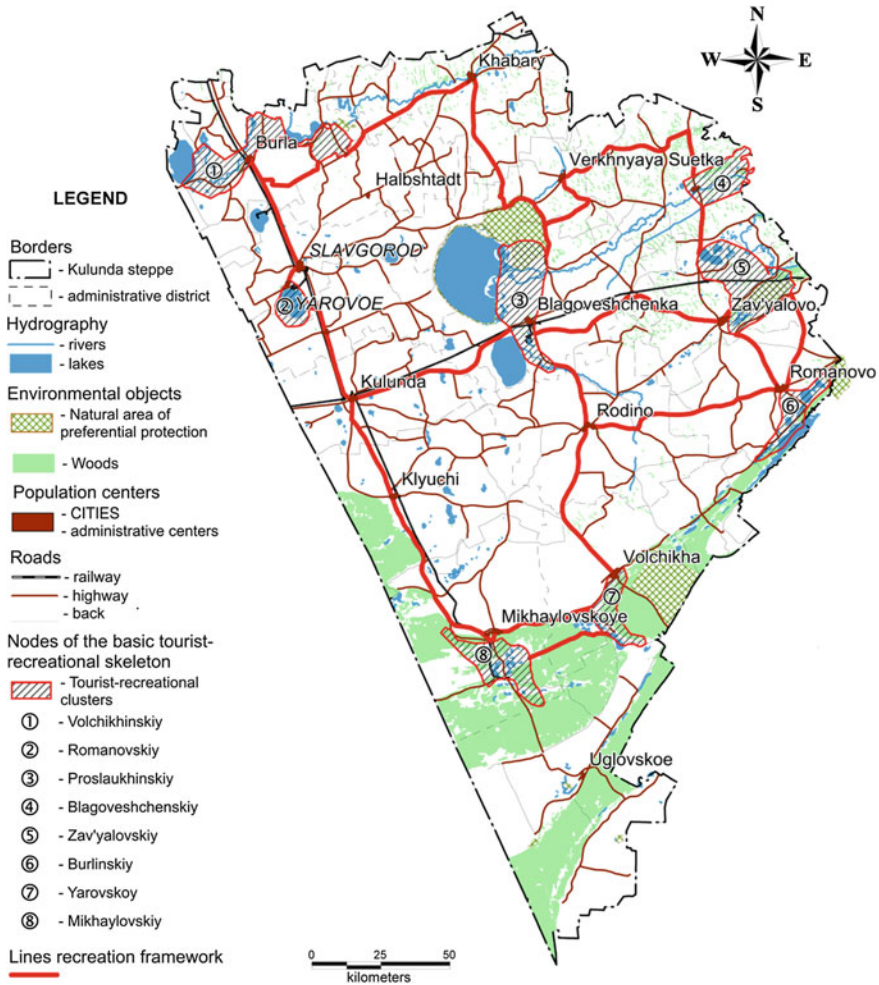 N
W E
S
Khabary
Burla
①
Verkhnyaya Suetka
Halbshtadt
④
SLAVGOROD
⑤
② YAROVOE
③
Blagoveshchenka
Zav'yalovo
Kulunda
Romanovo
⑥
Rodino
Klyuchi
Volchikha
⑦
Mikhaylovskoye
⑧
Uglovskoe
LEGEND
Borders
- Kulunda steppe
- administrative district
Hydrography
- rivers
- lakes
Environmental objects
- Natural area of
preferential protection
- Woods
Population centers
- CITIES
- administrative centers
Roads
- railway
- highway
- back
Nodes of the basic tourist-
recreational skeleton
- Tourist-recreational
clusters
① - Volchikhinskiy
② - Romanovskiy
③ - Proslaukhinskiy
④ - Blagoveshchenskiy
⑤ - Zav'yalovskiy
⑥ - Burlinskiy
⑦ - Yarovskoy
⑧ - Mikhaylovskiy
Lines recreation framework
0 25 50
kilometers